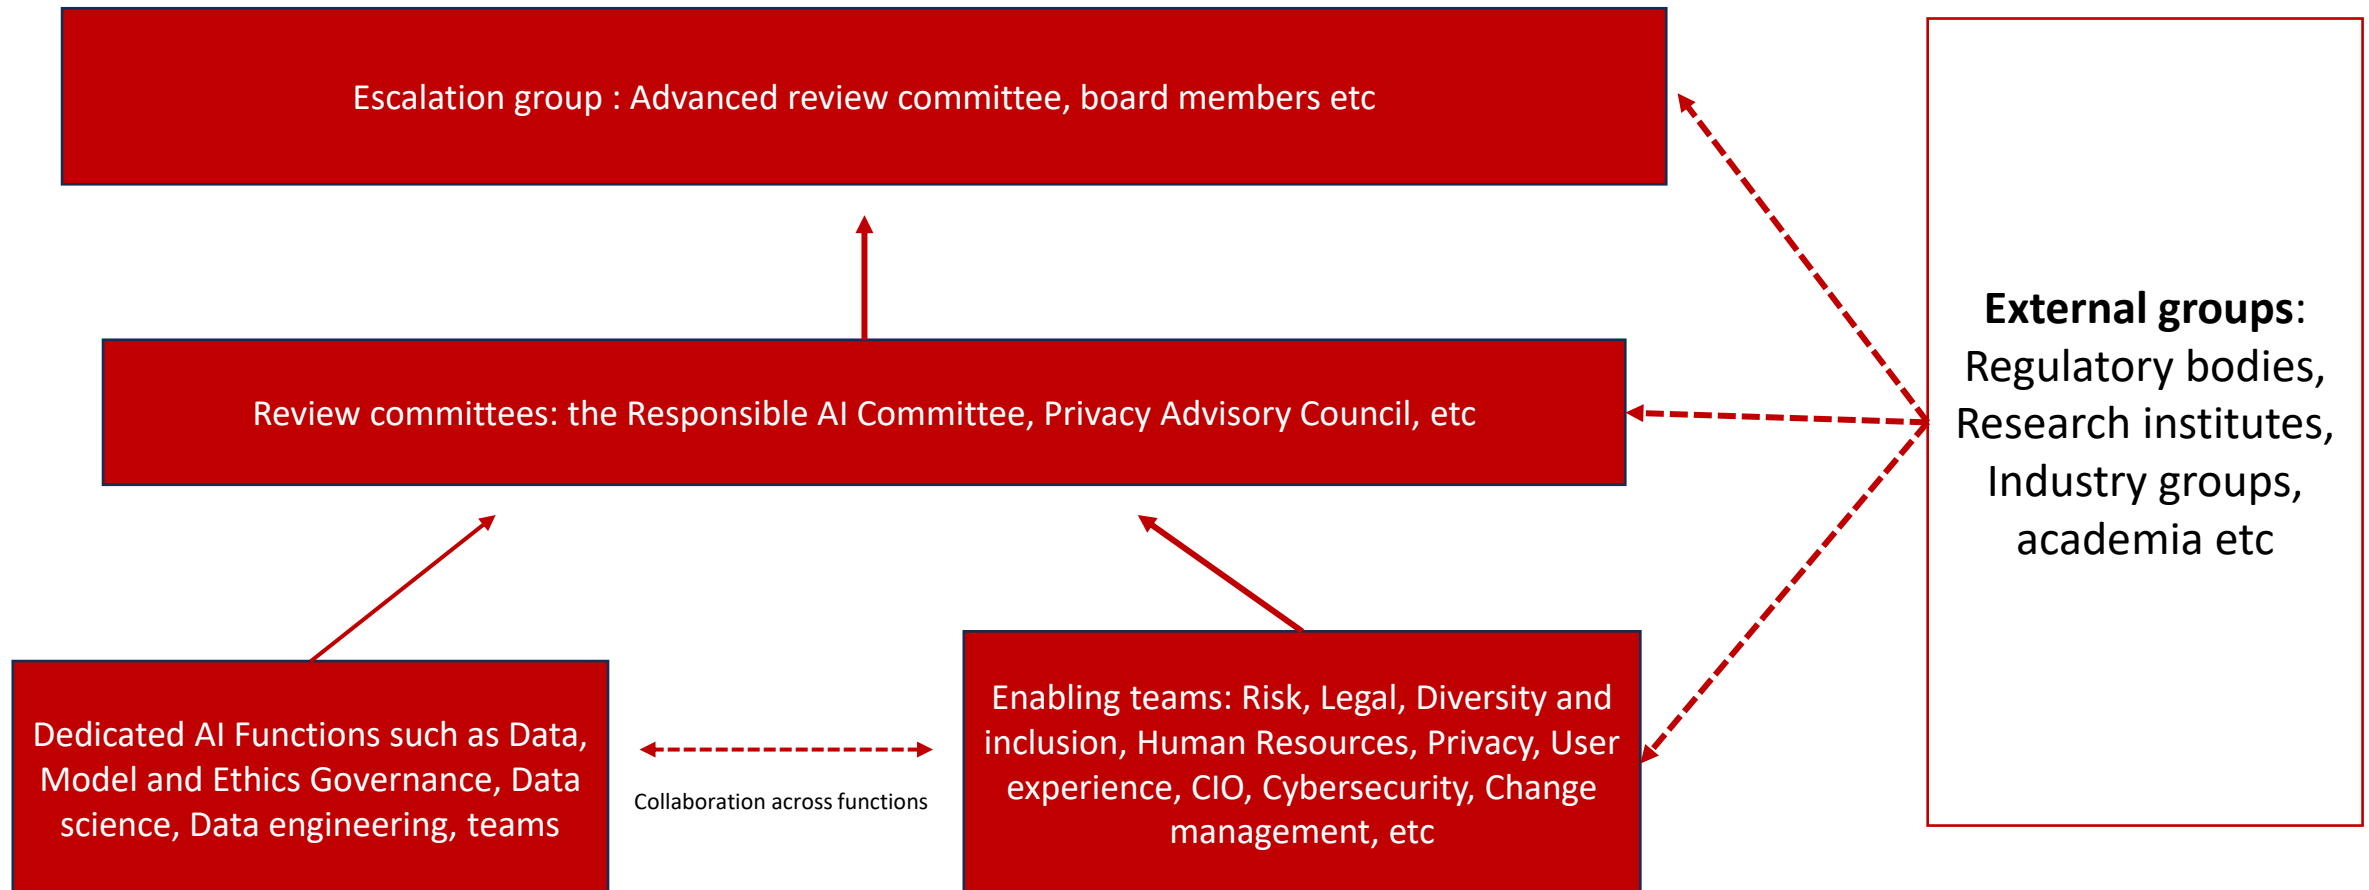 Escalation group : Advanced review committee, board members etc
Review committees: the Responsible AI Committee, Privacy Advisory Council, etc
Dedicated AI Functions such as Data,
Model and Ethics Governance, Data
science, Data engineering, teams
Collaboration across functions
Enabling teams: Risk, Legal, Diversity and
inclusion, Human Resources, Privacy, User
experience, CIO, Cybersecurity, Change
management, etc
External groups:
Regulatory bodies,
Research institutes,
Industry groups,
academia etc